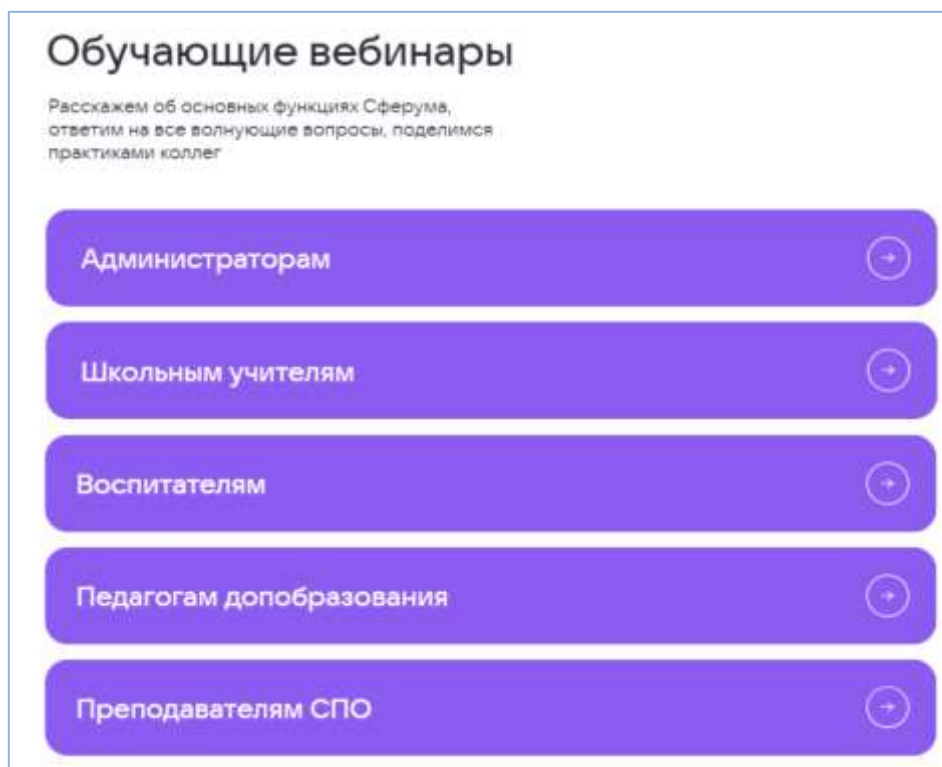 Обучающие вебинары
Расскажем об основных функциях Сферума,
ответим на все волнующие вопросы, поделимся
практиками коллег
Администраторам
Школьным учителям
Воспитателям
Педагогам допобразования
Преподавателям СПО